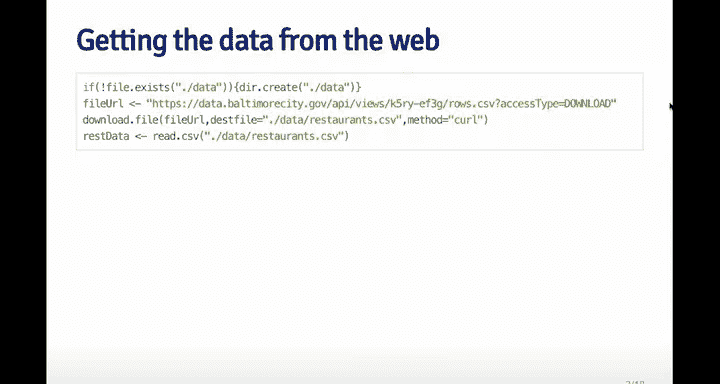 Getting the data from the web
if(!file.exists("./data")){dir.create("./data")}
fileUrl <- "https://data.baltimorecity.gov/api/views/k5ry-ef3g/rows.csv?accessType=DOWNLOAD"
download.file(fileUrl,destfile="./data/restaurants.csv",method="curl")
restData <- read.csv("./data/restaurants.csv")